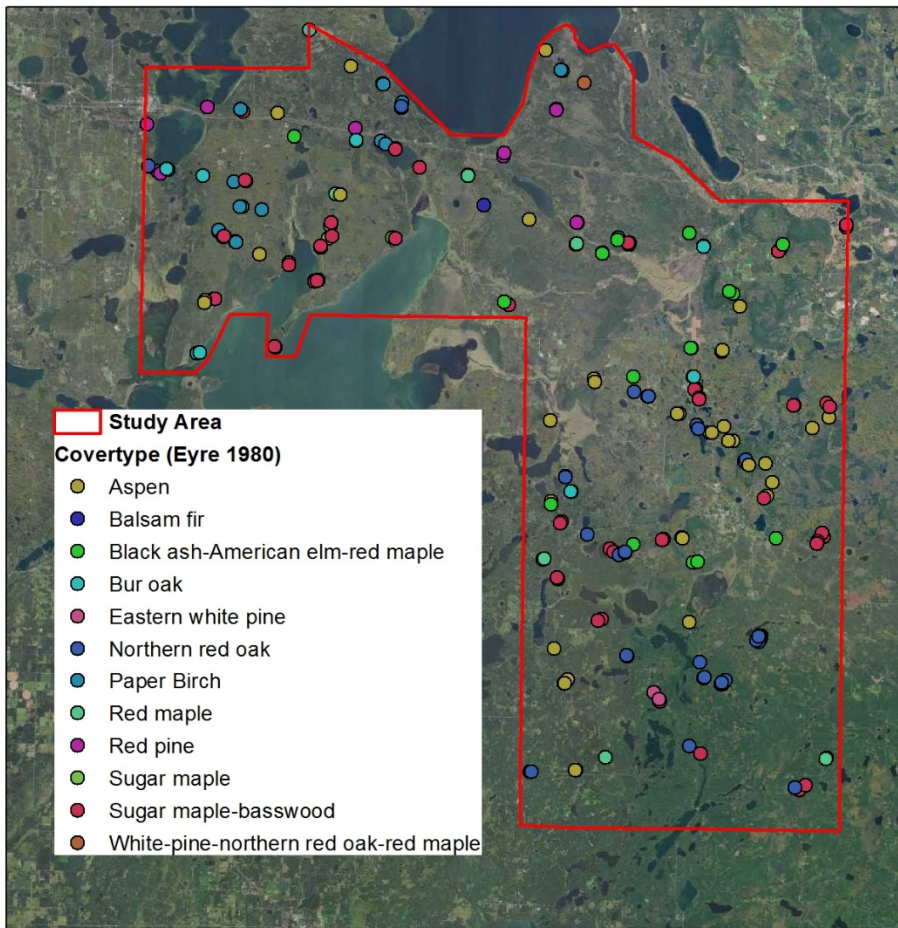 Study Area
Covertype (Eyre 1980)
Aspen
Balsam fir
Black ash-American elm-red maple
Bur oak
Eastern white pine
Northern red oak
Paper Birch
Red maple
Red pine
Sugar maple
Sugar maple-basswood
White-pine-northern red oak-red maple